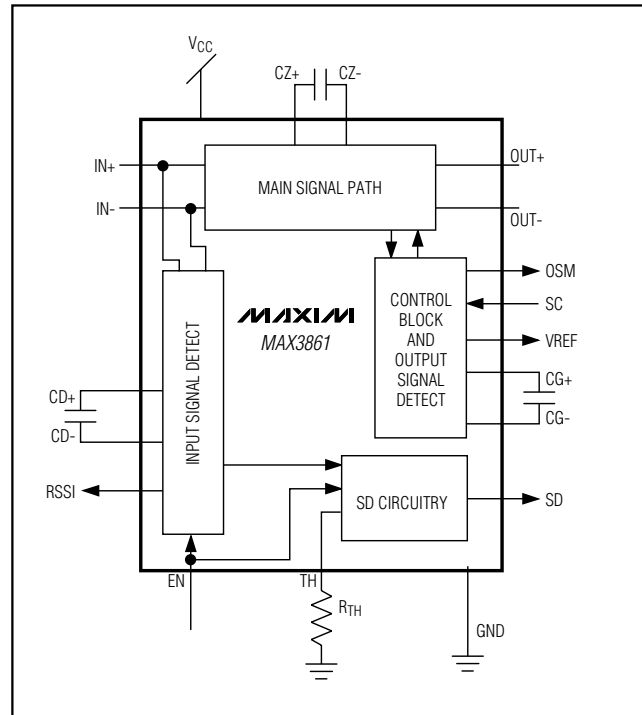 VCC
CZ+ CZ-
IN+
OUT+
MAIN SIGNAL PATH
IN-
OUT-
OSM
SC
VREF
CONTROL
BLOCK
AND
OUTPUT
SIGNAL
DETECT
CG+
CG-
MAXIM
MAX3861
INPUT SIGNAL DETECT
CD+
CD-
RSSI
SD CIRCUITRY
SD
EN
TH
RTH
GND